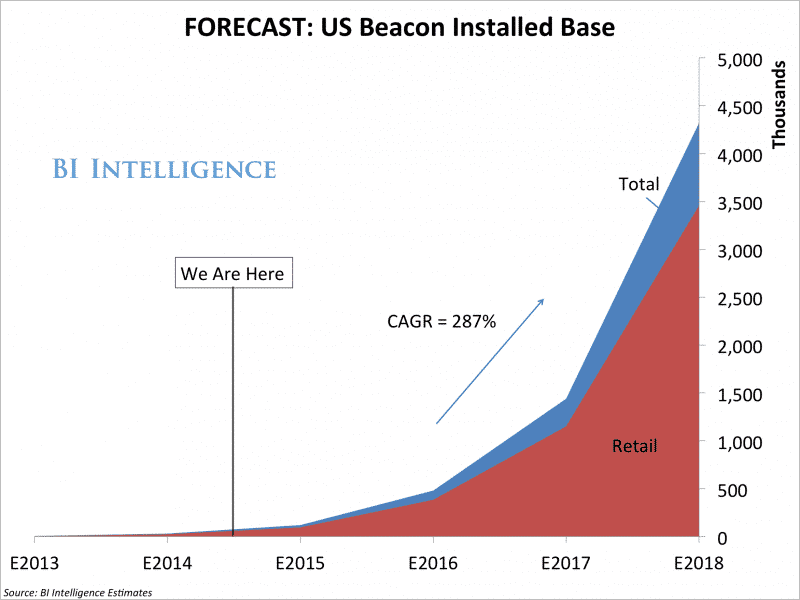 FORECAST: US Beacon Installed Base
5,000
4,500
4,000
3,500
3,000
2,500
2,000
1,500
1,000
500
0
Thousands
BI INTELLIGENCE
Total
We Are Here
CAGR = 287%
Retail
E2013 E2014 E2015 E2016 E2017 E2018
Source: BI Intelligence Estimates